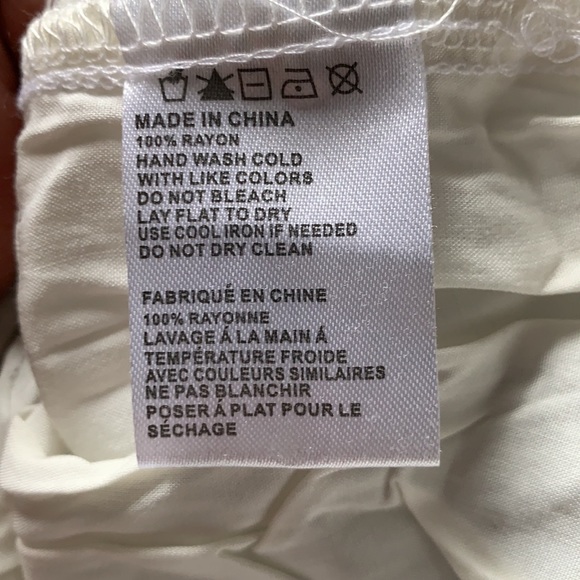 MADE IN CHINA
100% RAYON
HAND WASH COLD
WITH LIKE COLORS
DO NOT BLEACH
LAY FLAT TO DRY
USE COOL IRON IF NEEDED
DO NOT DRY CLEAN
FABRIQUÉ EN CHINE
100% RAYONNE
LAVAGE Á LA MAIN Á
TEMPÉRATURE FROIDE
AVEC COULEURS SIMILAIRES
NE PAS BLANCHIR
POSER Á PLAT POUR LE
SÉCHAGE